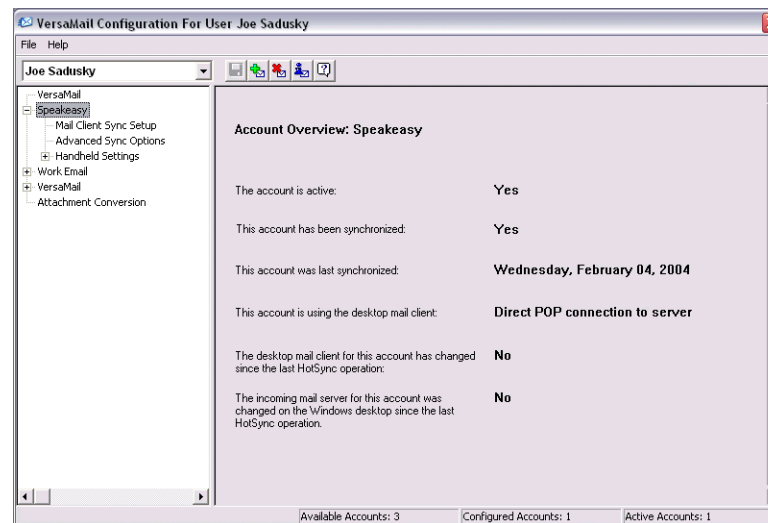 VersaMail Configuration For User Joe Sadusky
File Help
Joe Sadusky
VersaMail
Speakeasy
Mail Client Sync Setup
Advanced Sync Options
Handheld Settings
Work Email
VersaMail
Attachment Conversion
Account Overview: Speakeasy
The account is active: Yes
This account has been synchronized: Yes
This account was last synchronized: Wednesday, February 04, 2004
This account is using the desktop mail client: Direct POP connection to server
The desktop mail client for this account has changed No
since the last HotSync operation:
The incoming mail server for this account was No
changed on the Windows desktop since the last
HotSync operation.
Available Accounts: 3 Configured Accounts: 1 Active Accounts: 1